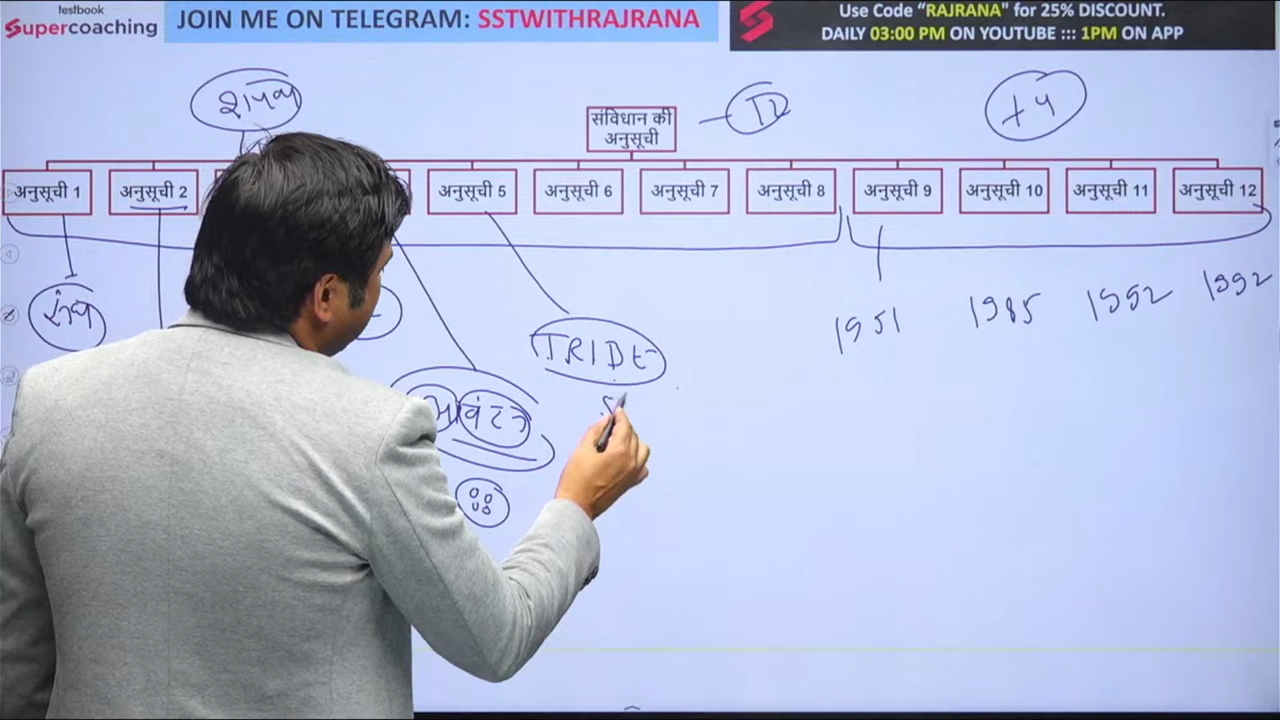 testbook
Supercoaching
JOIN ME ON TELEGRAM: SSTWITHRAJRANA
Use Code “RAJRANA" for 25% DISCOUNT.
DAILY 03:00 PM ON YOUTUBE ::: 1PM ON APP
शपथ
संविधान की
अनुसूची
12
+4
अनुसूची 1
अनुसूची 2
अनुसूची 5
अनुसूची 6
अनुसूची 7
अनुसूची 8
अनुसूची 9
अनुसूची 10
अनुसूची 11
अनुसूची 12
संघ
1951
1985
1992
1992
TRIBE
आवंटन